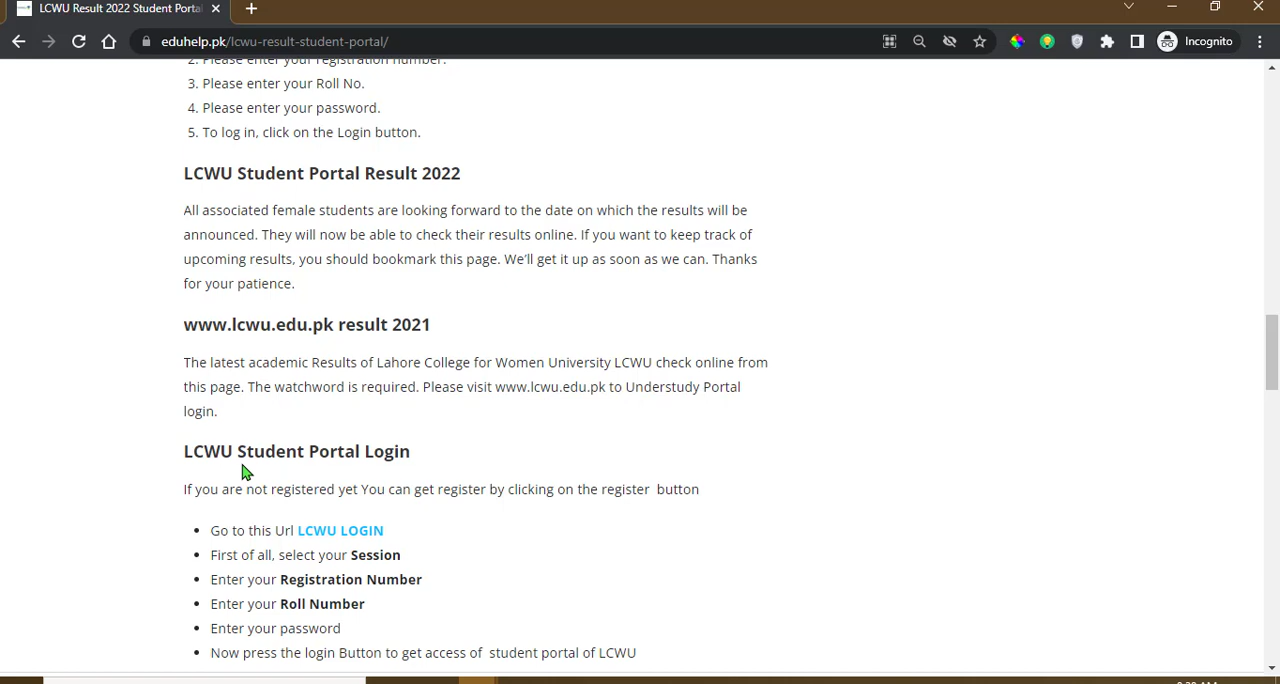 LCWU Result 2022 Student Porta
eduhelp.pk/lcwu-result-student-portal/
Incognito
2. Please enter your registration number.
3. Please enter your Roll No.
4. Please enter your password.
5. To log in, click on the Login button.
LCWU Student Portal Result 2022
All associated female students are looking forward to the date on which the results will be
announced. They will now be able to check their results online. If you want to keep track of
upcoming results, you should bookmark this page. We'll get it up as soon as we can. Thanks
for your patience.
www.lcwu.edu.pk result 2021
The latest academic Results of Lahore College for Women University LCWU check online from
this page. The watchword is required. Please visit www.lcwu.edu.pk to Understudy Portal
login.
LCWU Student Portal Login
If you are not registered yet You can get register by clicking on the register button
• Go to this Url LCWU LOGIN
• First of all, select your Session
• Enter your Registration Number
• Enter your Roll Number
• Enter your password
• Now press the login Button to get access of student portal of LCWU